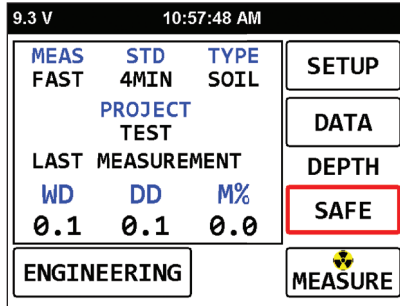 9.3 V 10:57:48 AM
MEAS STD TYPE
FAST 4MIN SOIL
PROJECT
TEST
LAST MEASUREMENT
WD DD M%
0.1 0.1 0.0
SETUP
DATA
DEPTH
SAFE
ENGINEERING
MEASURE